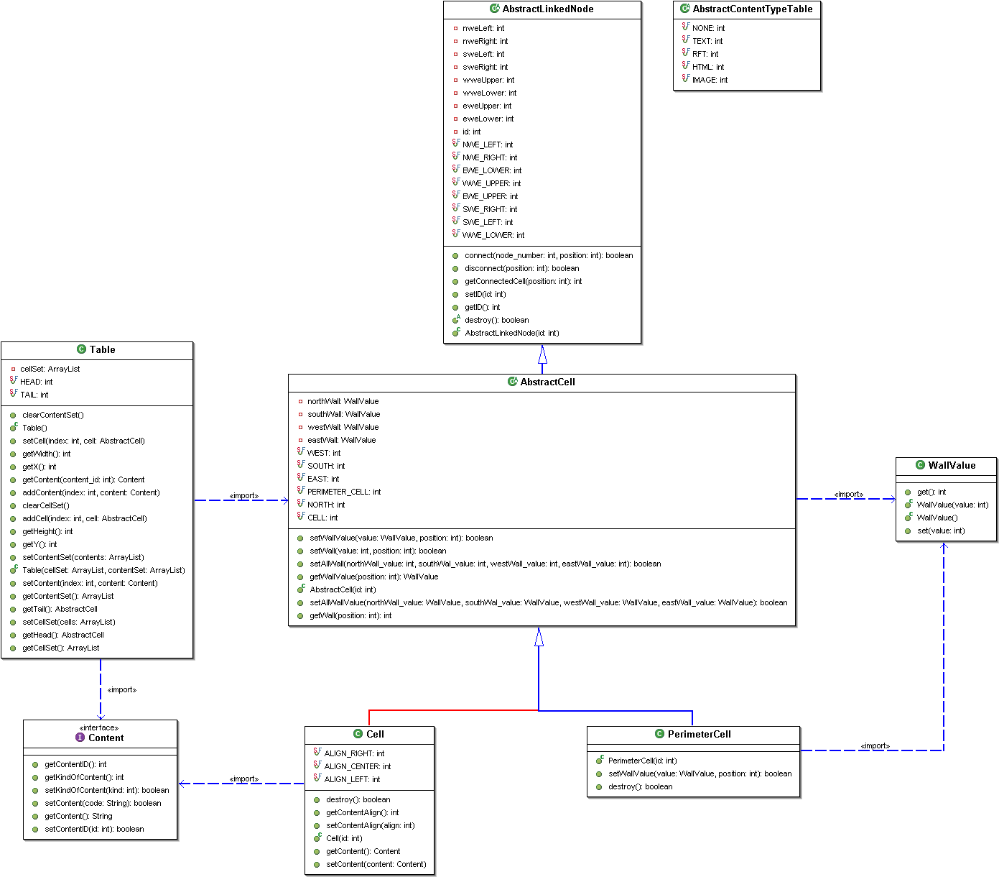 AbstractLinkedNode
nweLeft: int
nweRight: int
sweLeft: int
sweRight: int
wweUpper: int
wweLower: int
eweUpper: int
eweLower: int
id: int
NWE_LEFT: int
NWE_RIGHT: int
EWE_LOWER: int
WWE_UPPER: int
EWE_UPPER: int
SWE_RIGHT: int
SWE_LEFT: int
WWE_LOWER: int
connect(node_number: int, position: int): boolean
disconnect(position: int): boolean
getConnectedCell(position: int): int
setID(id: int)
getID(): int
destroy(): boolean
AbstractLinkedNode(id: int)
AbstractContentTypeTable
NONE: int
TEXT: int
RFT: int
HTML: int
IMAGE: int
Table
cellSet: ArrayList
HEAD: int
TAIL: int
clearContentSet()
Table()
setCell(index: int, cell: AbstractCell)
getWidth(): int
getX(): int
getContent(content_id: int): Content
addContent(index: int, content: Content)
clearCellSet()
addCell(index: int, cell: AbstractCell)
getHeight(): int
getY(): int
setContentSet(contents: ArrayList)
Table(cellSet: ArrayList, contentSet: ArrayList)
setContent(index: int, content: Content)
getContentSet(): ArrayList
getTail(): AbstractCell
setCellSet(cells: ArrayList)
getHead(): AbstractCell
getCellSet(): ArrayList
«import»
AbstractCell
northWall: WallValue
southWall: WallValue
westWall: WallValue
eastWall: WallValue
WEST: int
SOUTH: int
EAST: int
PERIMETER_CELL: int
NORTH: int
CELL: int
setWallValue(value: WallValue, position: int): boolean
setWall(value: int, position: int): boolean
setAllWall(northWall_value: int, southWal_value: int, westWall_value: int, eastWall_value: int): boolean
getWallValue(position: int): WallValue
AbstractCell(id: int)
setAllWallValue(northWall_value: WallValue, southWal_value: WallValue, westWall_value: WallValue, eastWall_value: WallValue): boolean
getWall(position: int): int
«import»
WallValue
get(): int
WallValue(value: int)
WallValue()
set(value: int)
«import»
«interface»
Content
getContentID(): int
getKindOfContent(): int
setKindOfContent(kind: int): boolean
setContent(code: String): boolean
getContent(): String
setContentID(id: int): boolean
«import»
Cell
ALIGN_RIGHT: int
ALIGN_CENTER: int
ALIGN_LEFT: int
destroy(): boolean
getContentAlign(): int
setContentAlign(align: int)
Cell(id: int)
getContent(): Content
setContent(content: Content)
PerimeterCell
PerimeterCell(id: int)
setWallValue(value: WallValue, position: int): boolean
destroy(): boolean
«import»